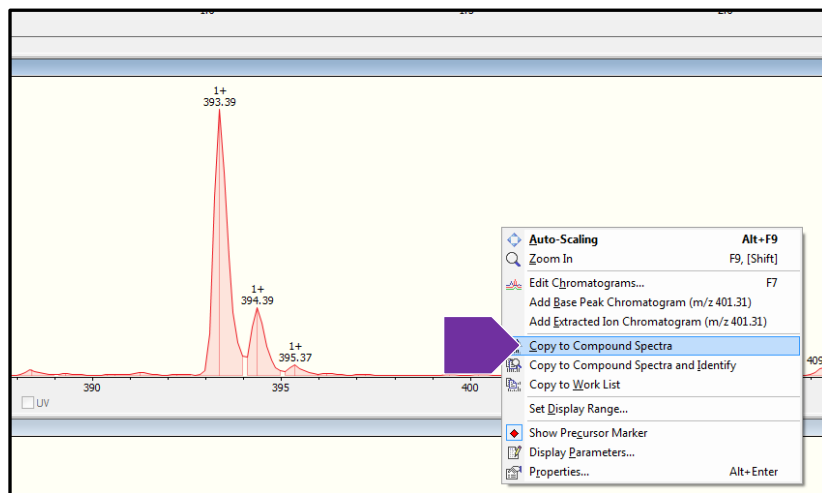 1+
393.39
1+
394.39
1+
395.37
390
395
400
409
UV
Auto-Scaling Alt+F9
Zoom In F9, [Shift]
Edit Chromatograms... F7
Add Base Peak Chromatogram (m/z 401.31)
Add Extracted Ion Chromatogram (m/z 401.31)
Copy to Compound Spectra
Copy to Compound Spectra and Identify
Copy to Work List
Set Display Range...
Show Precursor Marker
Display Parameters...
Properties... Alt+Enter